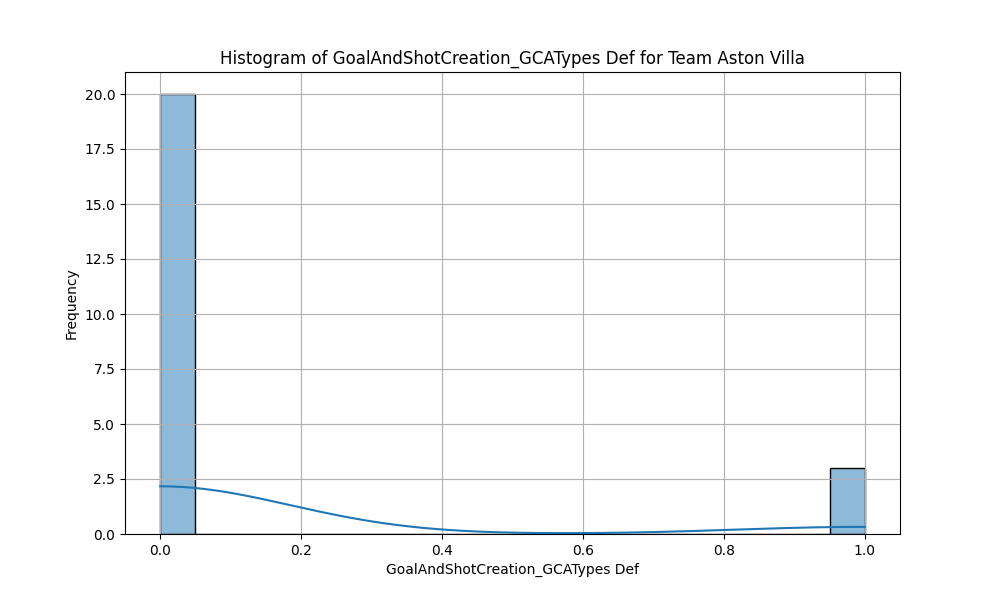 Histogram of GoalAndShotCreation_GCATypes Def for Team Aston Villa
20.0
17.5
15.0
12.5
10.0
7.5
5.0
2.5
0.0
Frequency
0.0 0.2 0.4 0.6 0.8 1.0
GoalAndShotCreation_GCATypes Def